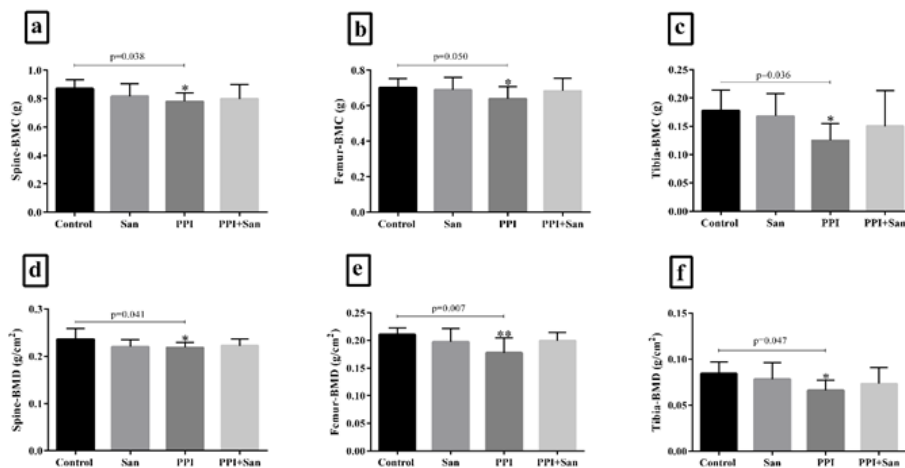 a
p=0.038
Spine-BMC (g)
1.0
0.8
0.6
0.4
0.2
0.0
*
Control San PPI PPI+San
b
p=0.050
Femur-BMC (g)
0.8
0.6
0.4
0.2
0.0
*
Control San PPI PPI+San
c
p=0.036
Tibia-BMC (g)
0.25
0.20
0.15
0.10
0.05
0.00
*
Control San PPI PPI+San
d
p=0.041
Spine-BMD (g/cm²)
0.3
0.2
0.1
0.0
*
Control San PPI PPI+San
e
p=0.007
Femur-BMD (g/cm²)
0.25
0.20
0.15
0.10
0.05
0.00
**
Control San PPI PPI+San
f
p=0.047
Tibia-BMD (g/cm²)
0.15
0.10
0.05
0.00
*
Control San PPI PPI+San